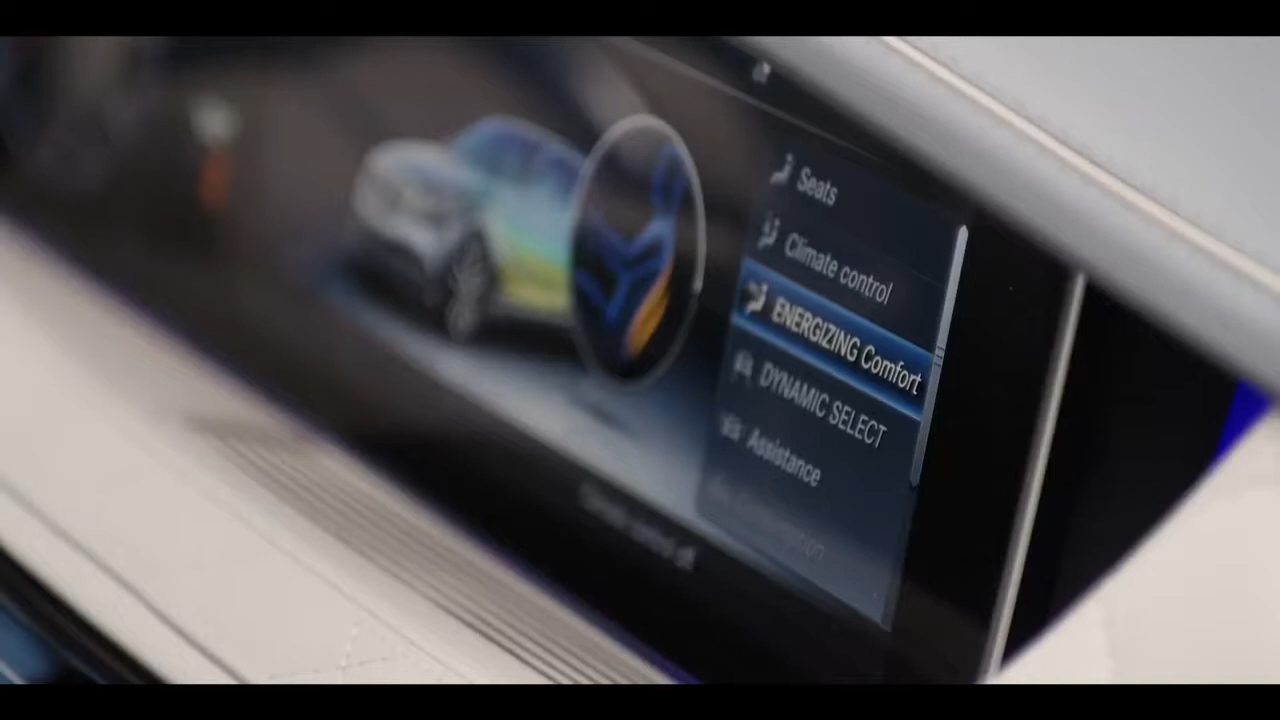 Seats
Climate control
ENERGIZING Comfort
DYNAMIC SELECT
Assistance